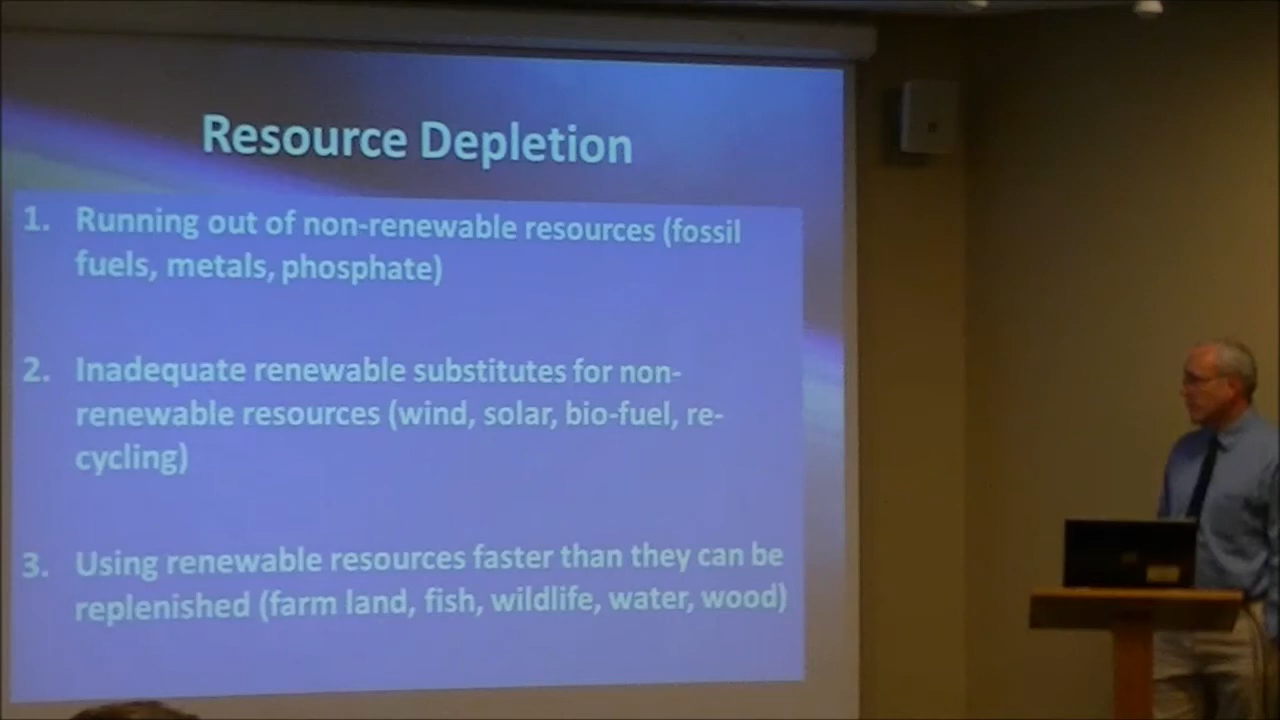 Resource Depletion
1. Running out of non-renewable resources (fossil
fuels, metals, phosphate)
2. Inadequate renewable substitutes for non-
renewable resources (wind, solar, bio-fuel, re-
cycling)
3. Using renewable resources faster than they can be
replenished (farm land, fish, wildlife, water, wood)